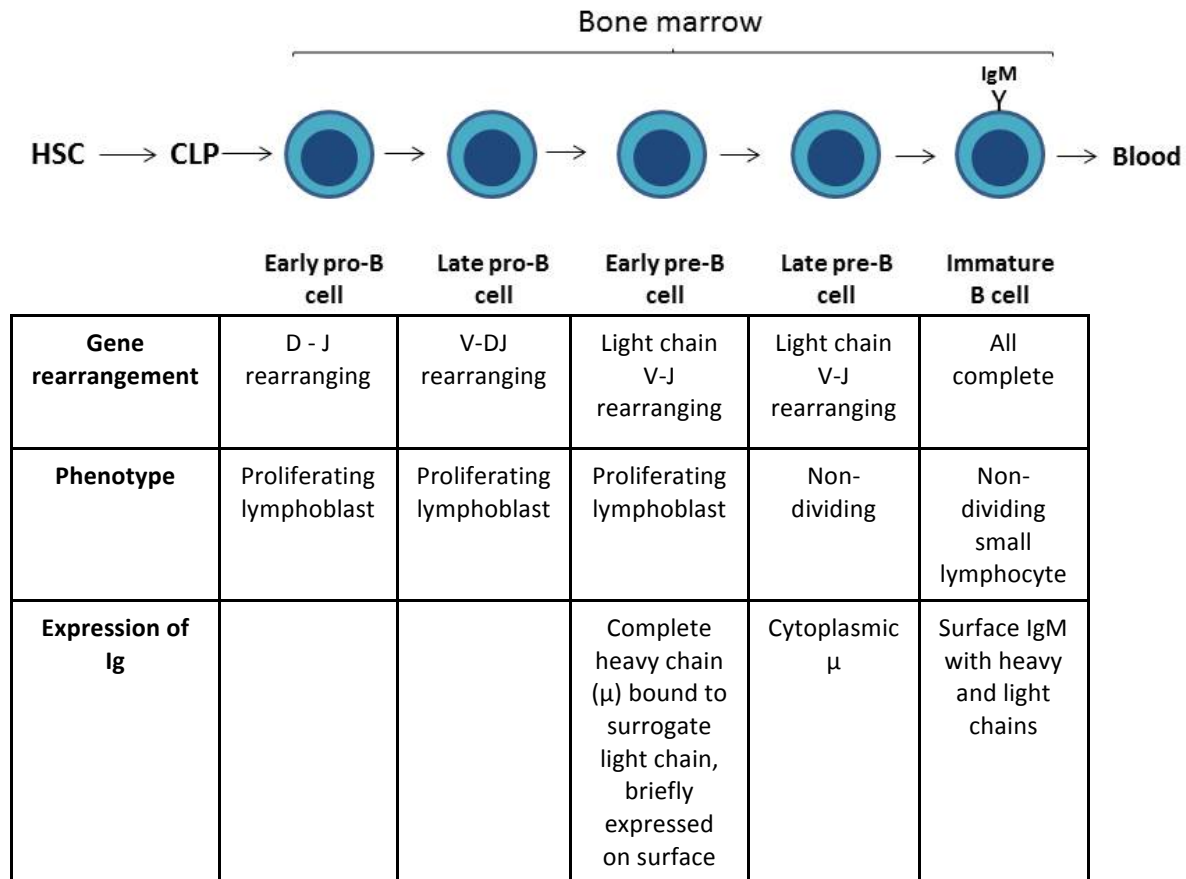 Bone marrow
IgM
HSC → CLP → → → → → → Blood
Early pro-B
cell
Late pro-B
cell
Early pre-B
cell
Late pre-B
cell
Immature
B cell
Gene
rearrangement
D - J
rearranging
V-DJ
rearranging
Light chain
V-J
rearranging
Light chain
V-J
rearranging
All
complete
Phenotype
Proliferating
lymphoblast
Proliferating
lymphoblast
Proliferating
lymphoblast
Non-
dividing
Non-
dividing
small
lymphocyte
Expression of
Ig
Complete
heavy chain
(μ) bound to
surrogate
light chain,
briefly
expressed
on surface
Cytoplasmic
μ
Surface IgM
with heavy
and light
chains